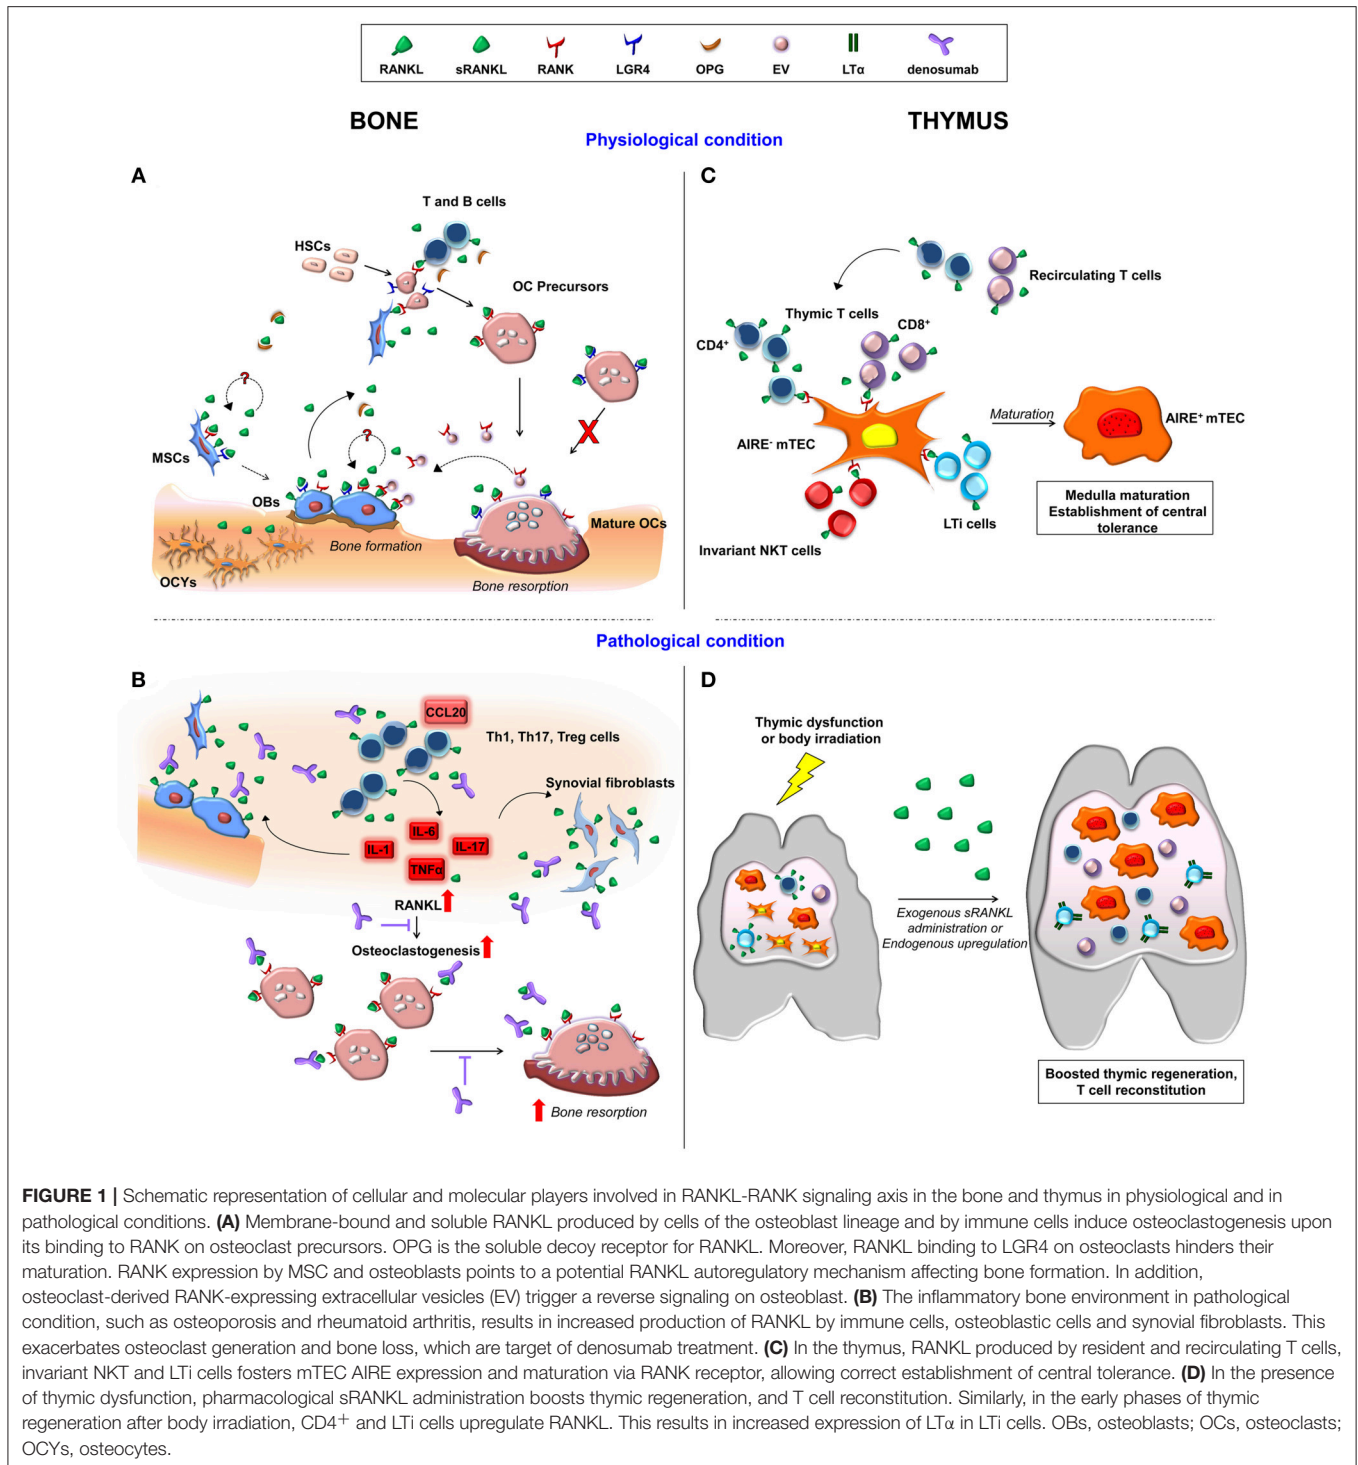 RANKL sRANKL RANK LGR4 OPG EV LTα denosumab
BONE THYMUS
Physiological condition
A
T and B cells
HSCs
OC Precursors
?
?
MSCs
OBs
X
Mature OCs
Bone formation
OCYs
Bone resorption
C
Recirculating T cells
Thymic T cells
CD4+
CD8+
Maturation
AIRE- mTEC
AIRE+ mTEC
LTi cells
Invariant NKT cells
Medulla maturation
Establishment of central
tolerance
Pathological condition
B
CCL20
Th1, Th17, Treg cells
Synovial fibroblasts
IL-6
IL-1
IL-17
TNFα
RANKL
Osteoclastogenesis
Bone resorption
D
Thymic dysfunction
or body irradiation
Exogenous sRANKL
administration or
Endogenous upregulation
Boosted thymic regeneration,
T cell reconstitution
FIGURE 1 | Schematic representation of cellular and molecular players involved in RANKL-RANK signaling axis in the bone and thymus in physiological and in
pathological conditions. (A) Membrane-bound and soluble RANKL produced by cells of the osteoblast lineage and by immune cells induce osteoclastogenesis upon
its binding to RANK on osteoclast precursors. OPG is the soluble decoy receptor for RANKL. Moreover, RANKL binding to LGR4 on osteoclasts hinders their
maturation. RANK expression by MSC and osteoblasts points to a potential RANKL autoregulatory mechanism affecting bone formation. In addition,
osteoclast-derived RANK-expressing extracellular vesicles (EV) trigger a reverse signaling on osteoblast. (B) The inflammatory bone environment in pathological
condition, such as osteoporosis and rheumatoid arthritis, results in increased production of RANKL by immune cells, osteoblastic cells and synovial fibroblasts. This
exacerbates osteoclast generation and bone loss, which are target of denosumab treatment. (C) In the thymus, RANKL produced by resident and recirculating T cells,
invariant NKT and LTi cells fosters mTEC AIRE expression and maturation via RANK receptor, allowing correct establishment of central tolerance. (D) In the presence
of thymic dysfunction, pharmacological sRANKL administration boosts thymic regeneration, and T cell reconstitution. Similarly, in the early phases of thymic
regeneration after body irradiation, CD4+ and LTi cells upregulate RANKL. This results in increased expression of LTα in LTi cells. OBs, osteoblasts; OCs, osteoclasts;
OCYs, osteocytes.